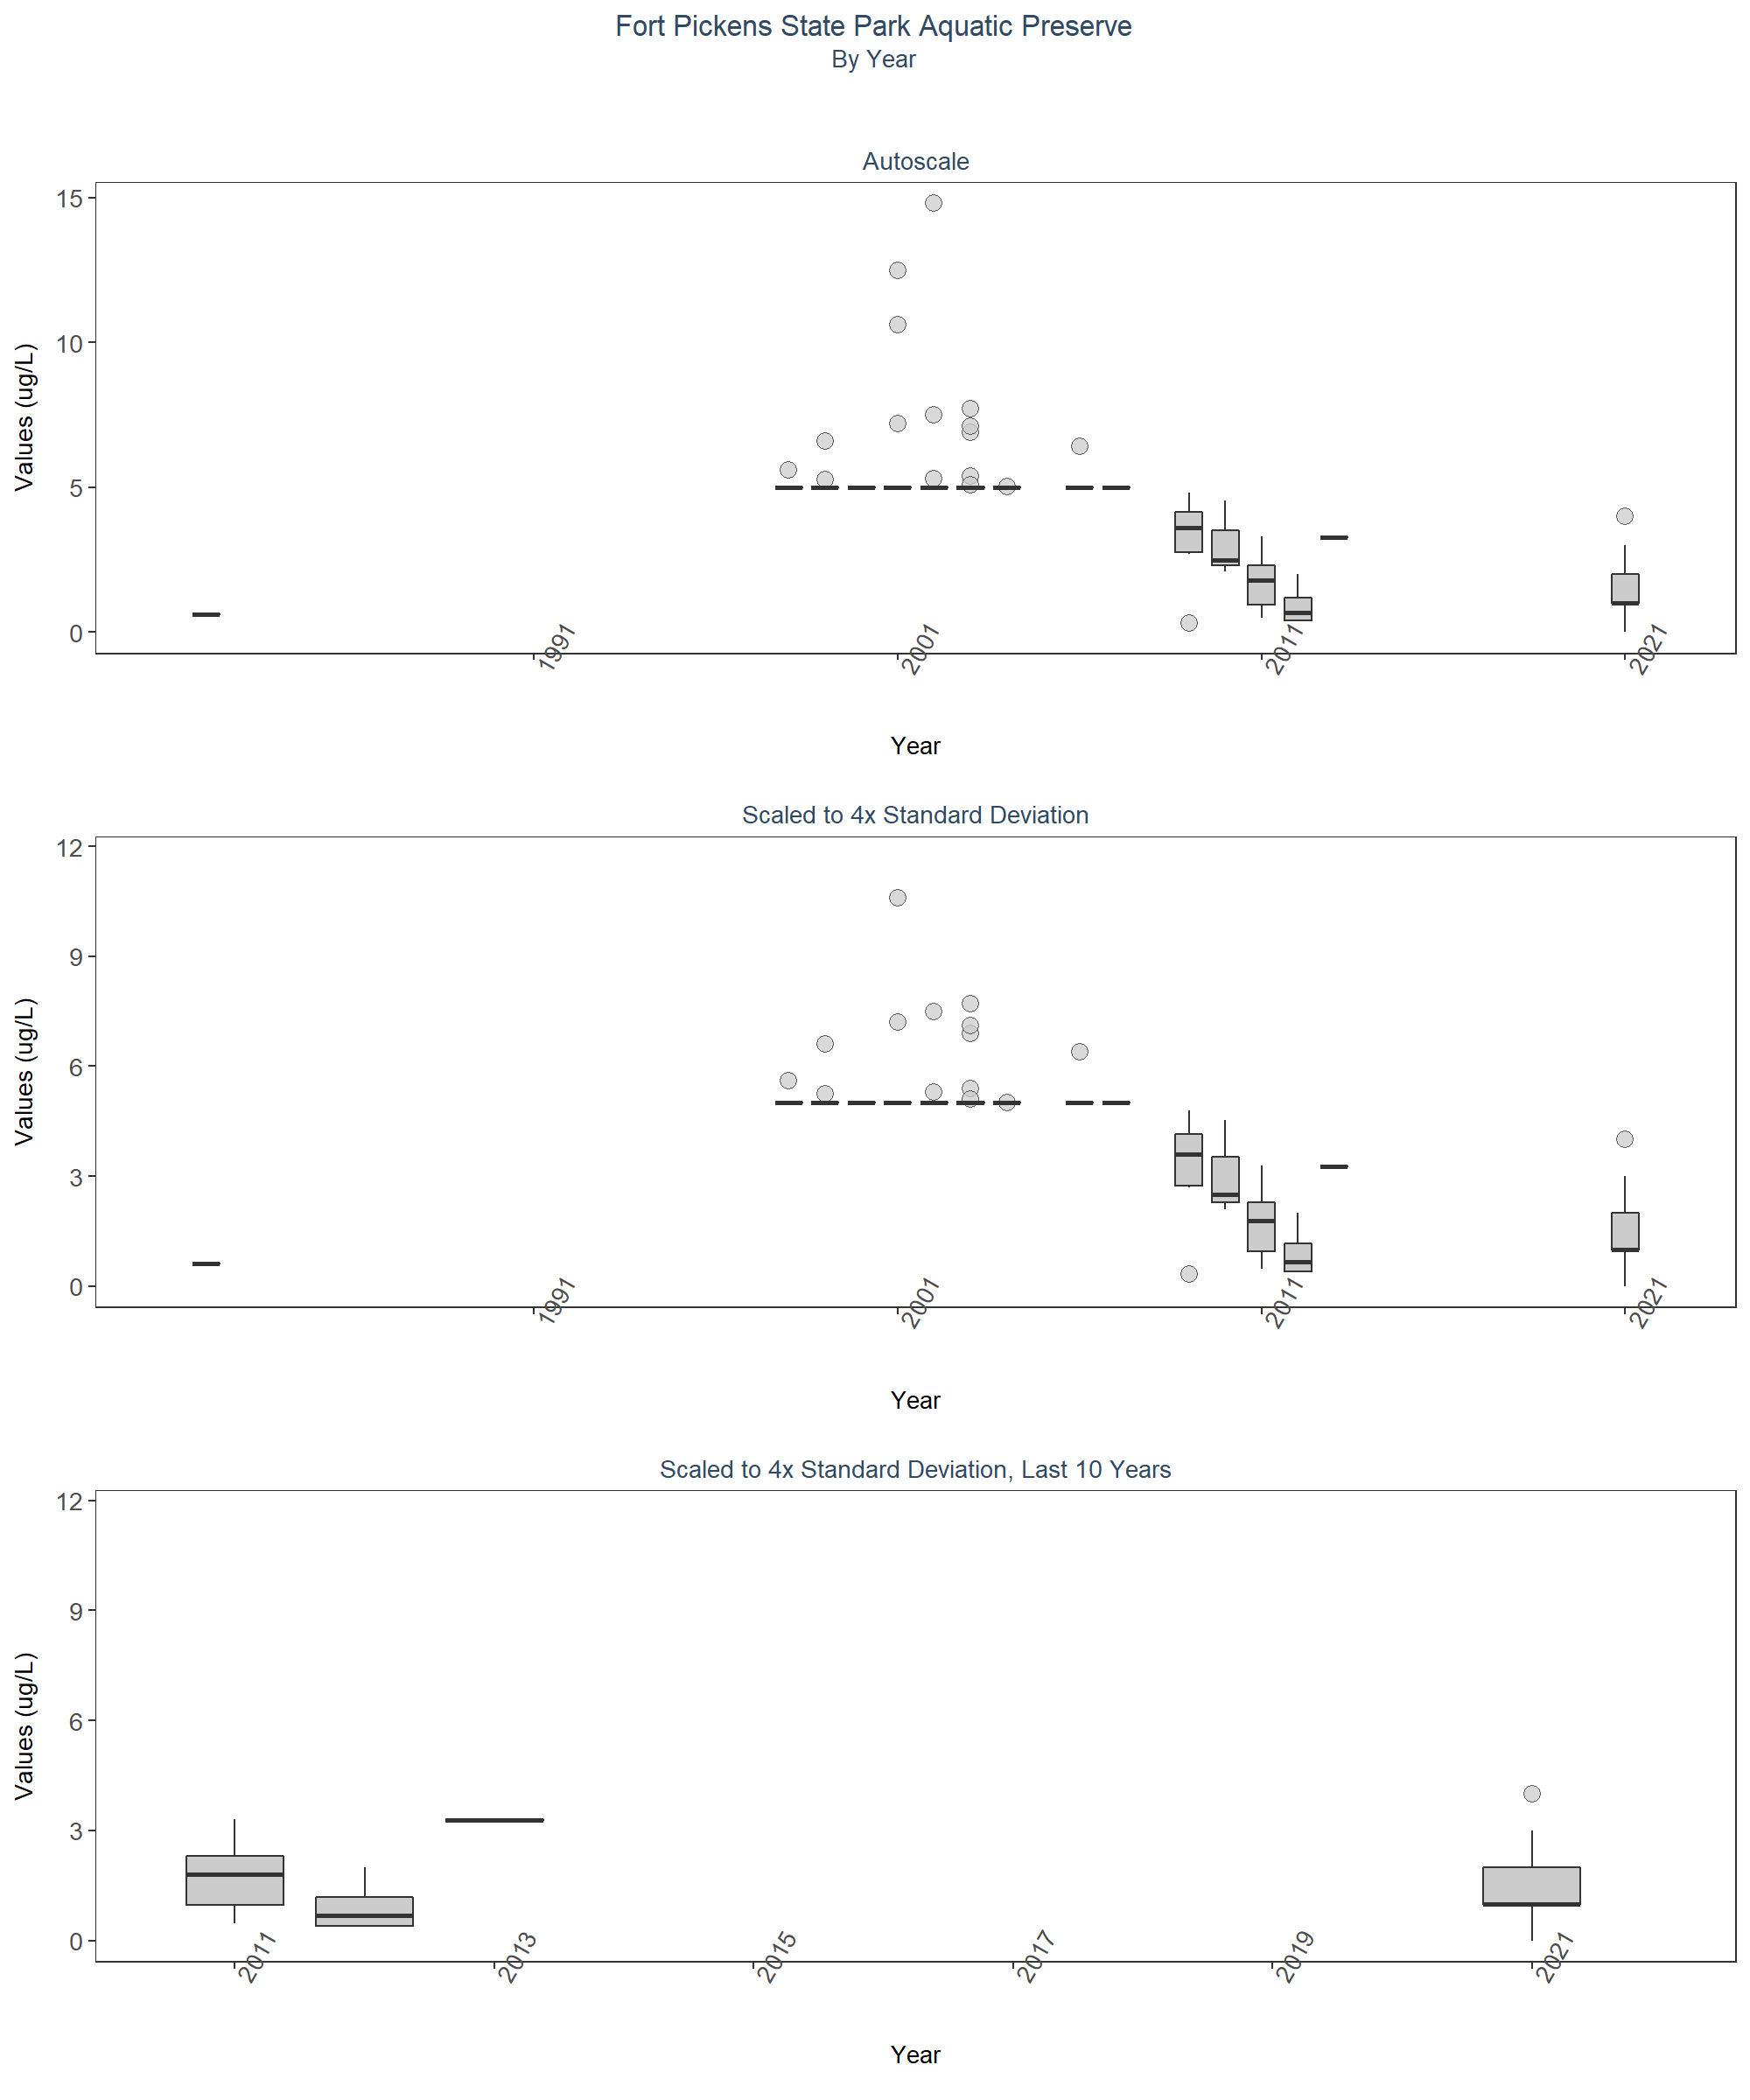 Fort Pickens State Park Aquatic Preserve
By Year
Autoscale
Values (ug/L)
15
10
5
0
1991
2001
2011
2021
Year
Scaled to 4x Standard Deviation
Values (ug/L)
12
9
6
3
0
1991
2001
2011
2021
Year
Scaled to 4x Standard Deviation, Last 10 Years
Values (ug/L)
12
9
6
3
0
2011
2013
2015
2017
2019
2021
Year